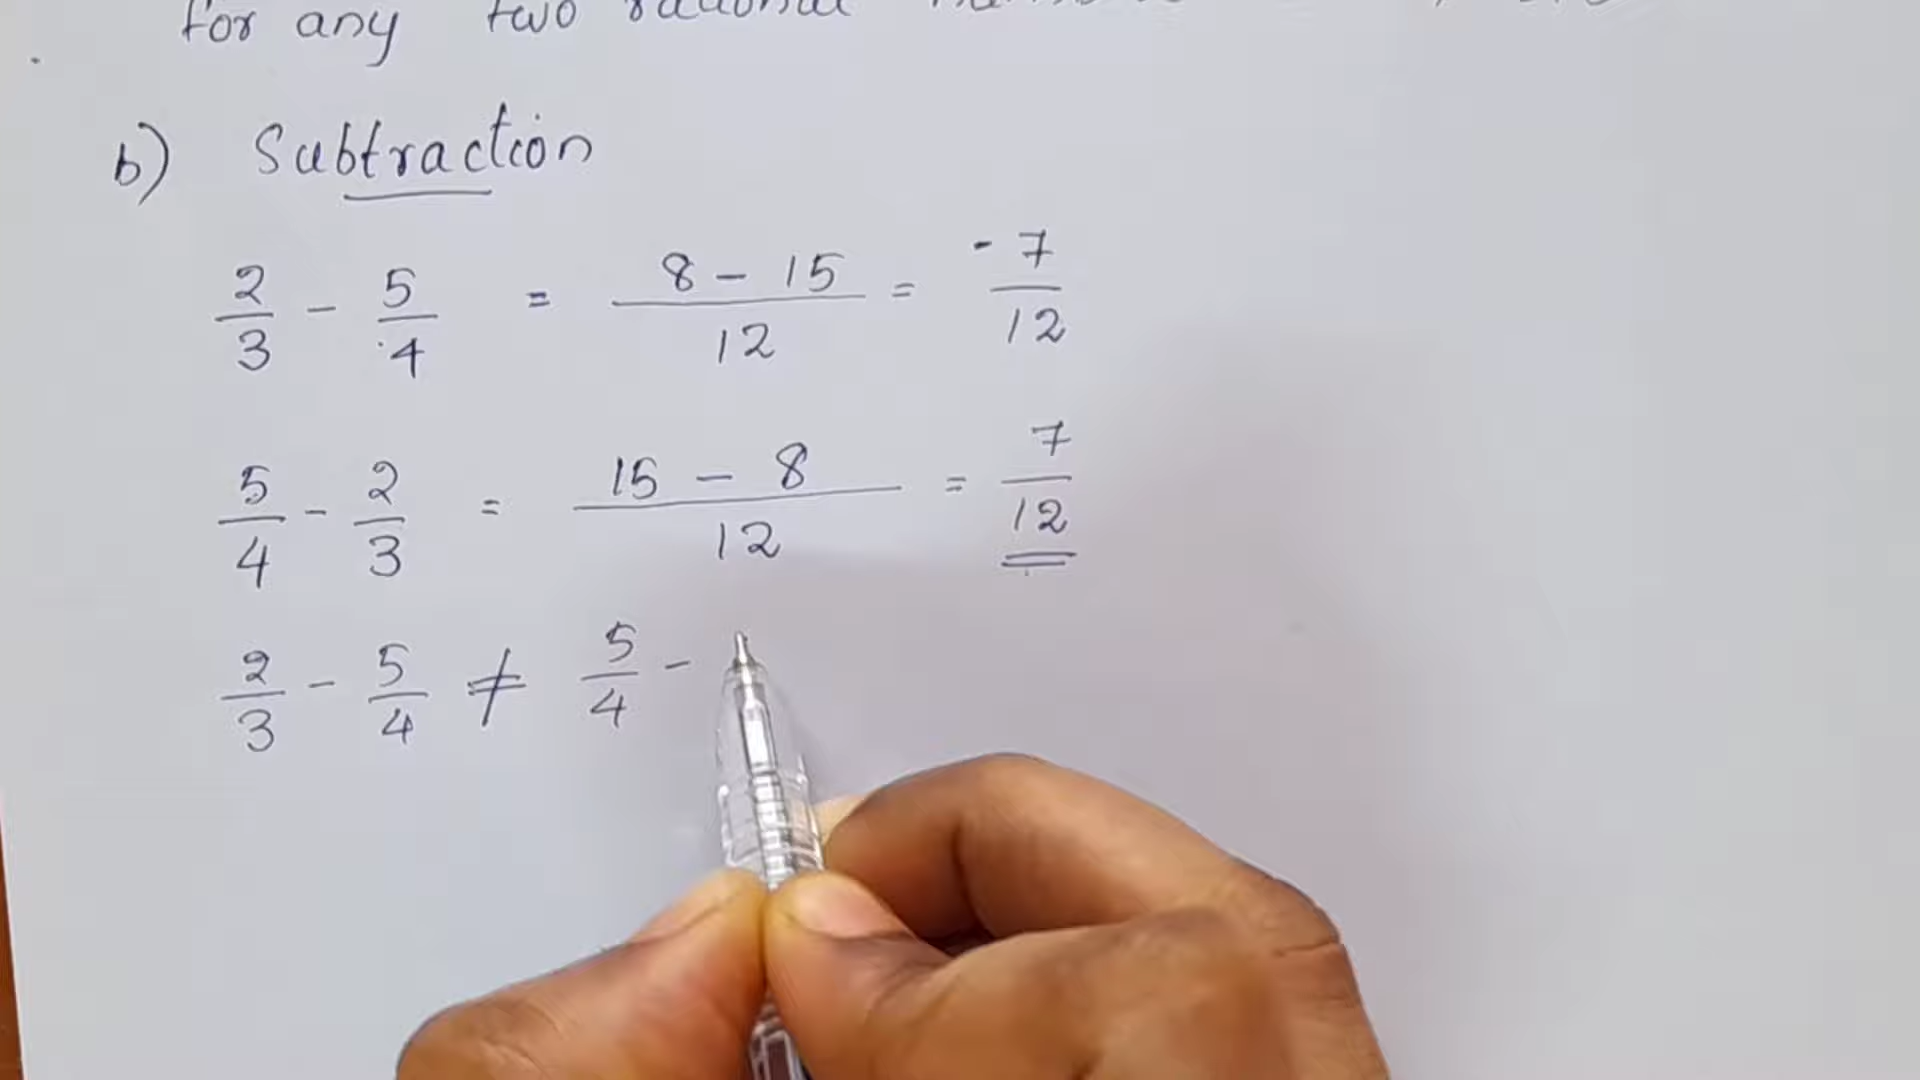 for any two rational
b) Subtraction
2/3 - 5/4 = 8 - 15/12 = -7/12
5/4 - 2/3 = 15 - 8/12 = 7/12
2/3 - 5/4 ≠ 5/4 -